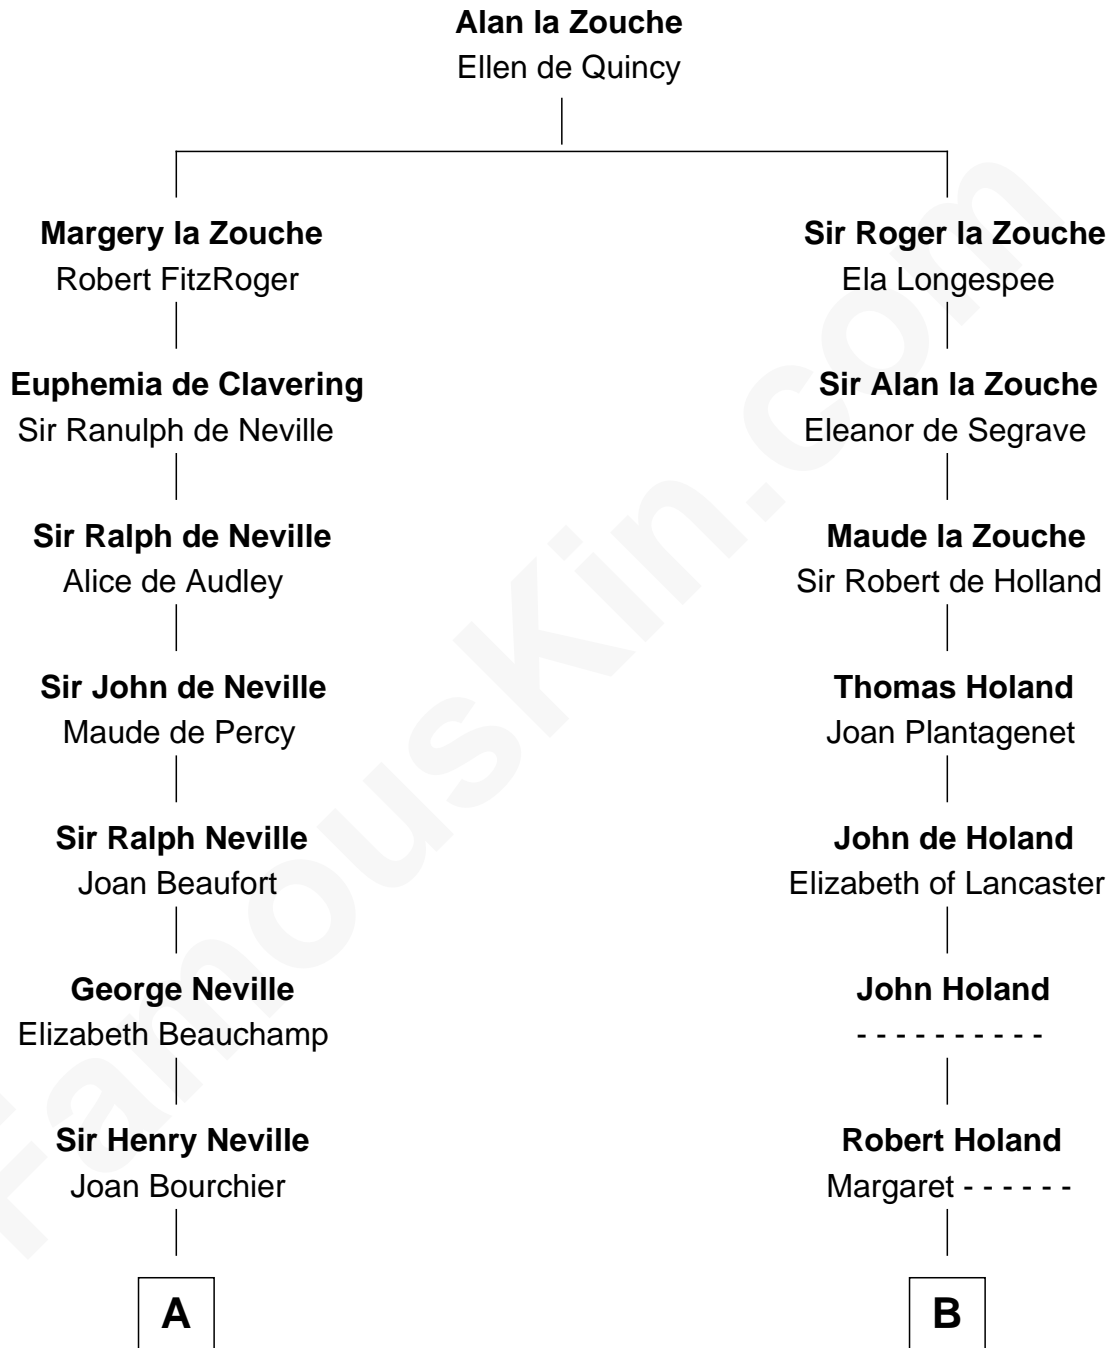 Alan la Zouche
Ellen de Quincy
Margery la Zouche
Robert FitzRoger
Sir Roger la Zouche
Ela Longespee
Euphemia de Clavering
Sir Ranulph de Neville
Sir Alan la Zouche
Eleanor de Segrave
Sir Ralph de Neville
Alice de Audley
Maude la Zouche
Sir Robert de Holland
Sir John de Neville
Maude de Percy
Thomas Holand
Joan Plantagenet
Sir Ralph Neville
Joan Beaufort
John de Holand
Elizabeth of Lancaster
George Neville
Elizabeth Beauchamp
John Holand
- - - - - - - - - -
Sir Henry Neville
Joan Bourchier
Robert Holand
Margaret - - - - - -
A
B
FamousKin.com